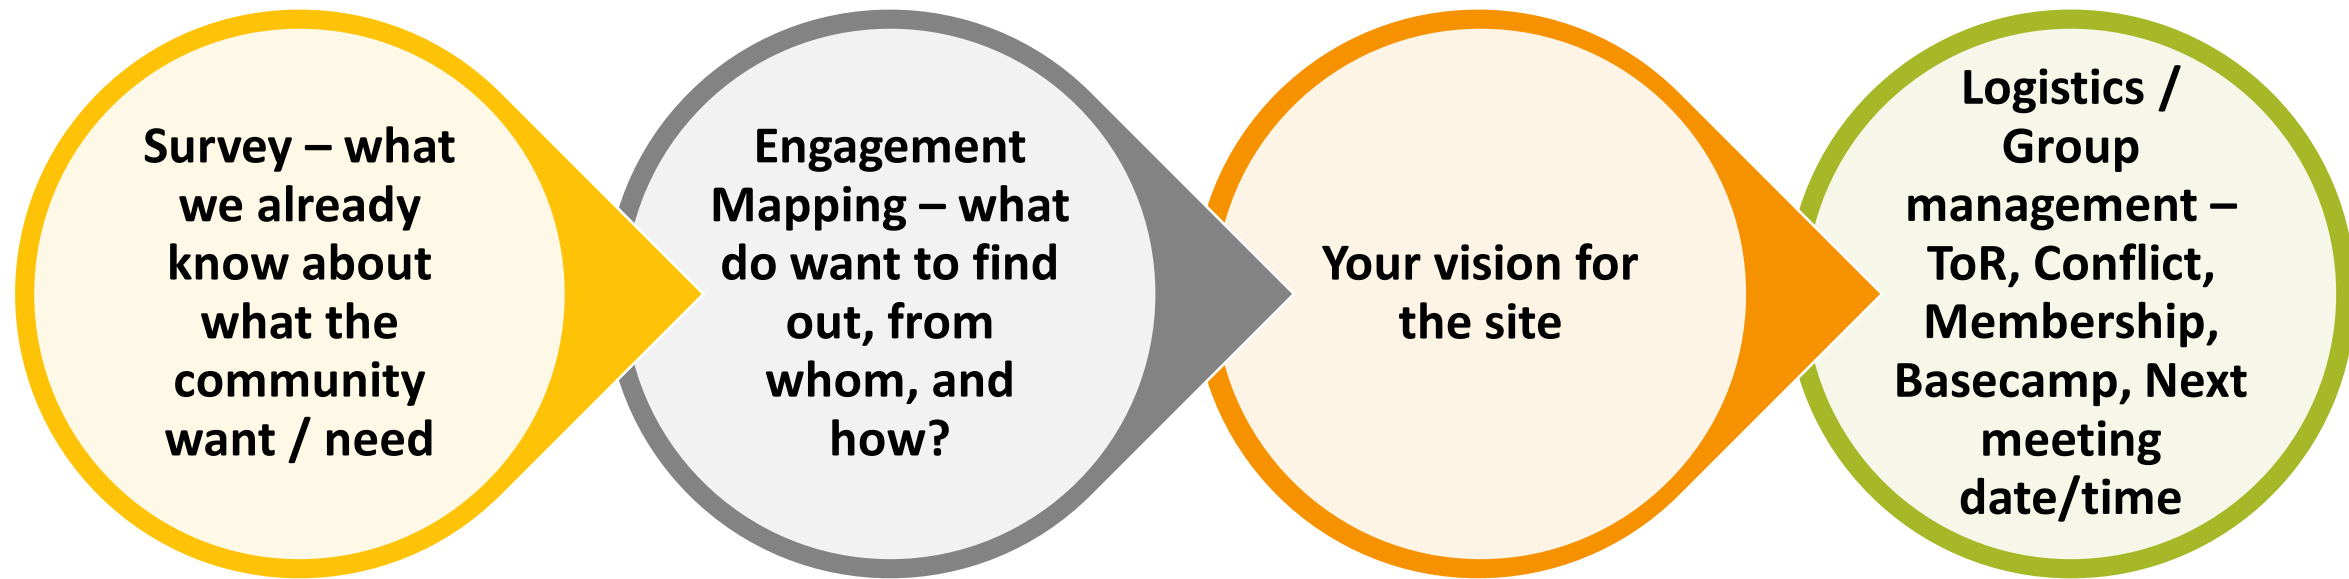 Survey – what
we already
know about
what the
community
want / need
Engagement
Mapping – what
do want to find
out, from
whom, and
how?
Your vision for
the site
Logistics /
Group
management –
ToR, Conflict,
Membership,
Basecamp, Next
meeting
date/time